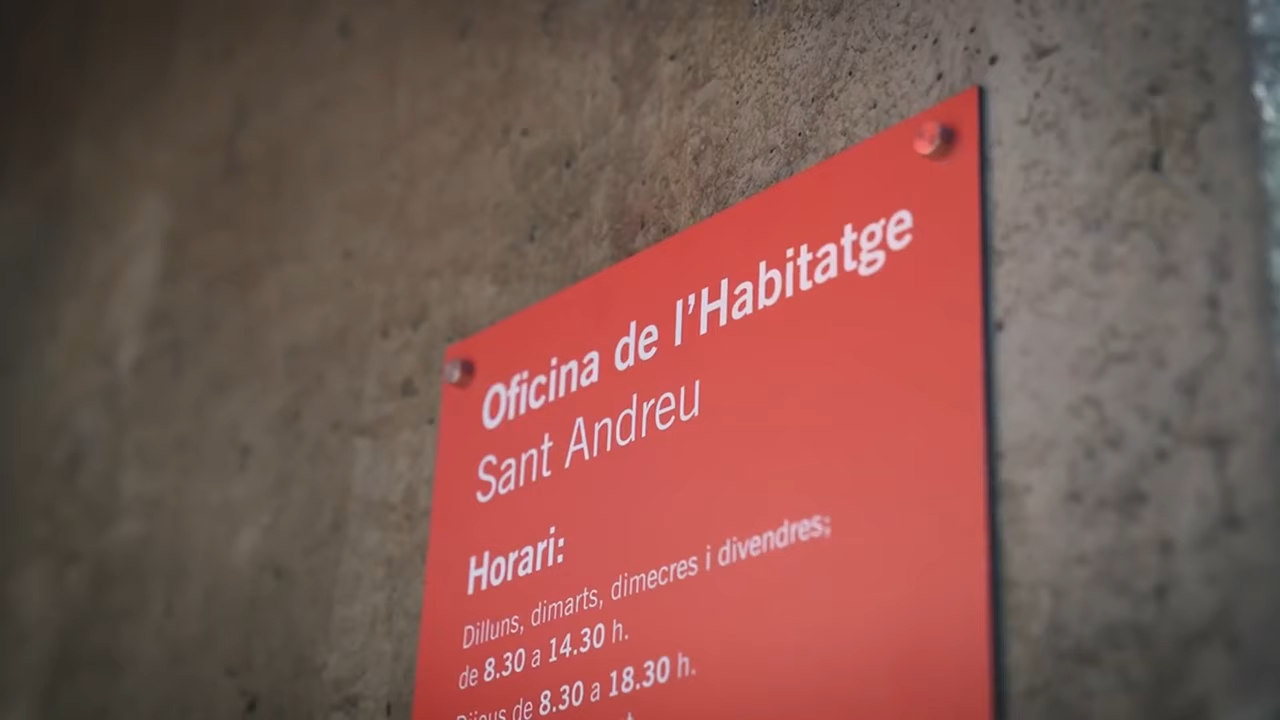 Oficina de l'Habitatge
Sant Andreu
Horari:
Dilluns, dimarts, dimecres i divendres;
de 8.30 a 14.30 h.
Dijous de 8.30 a 18.30 h.